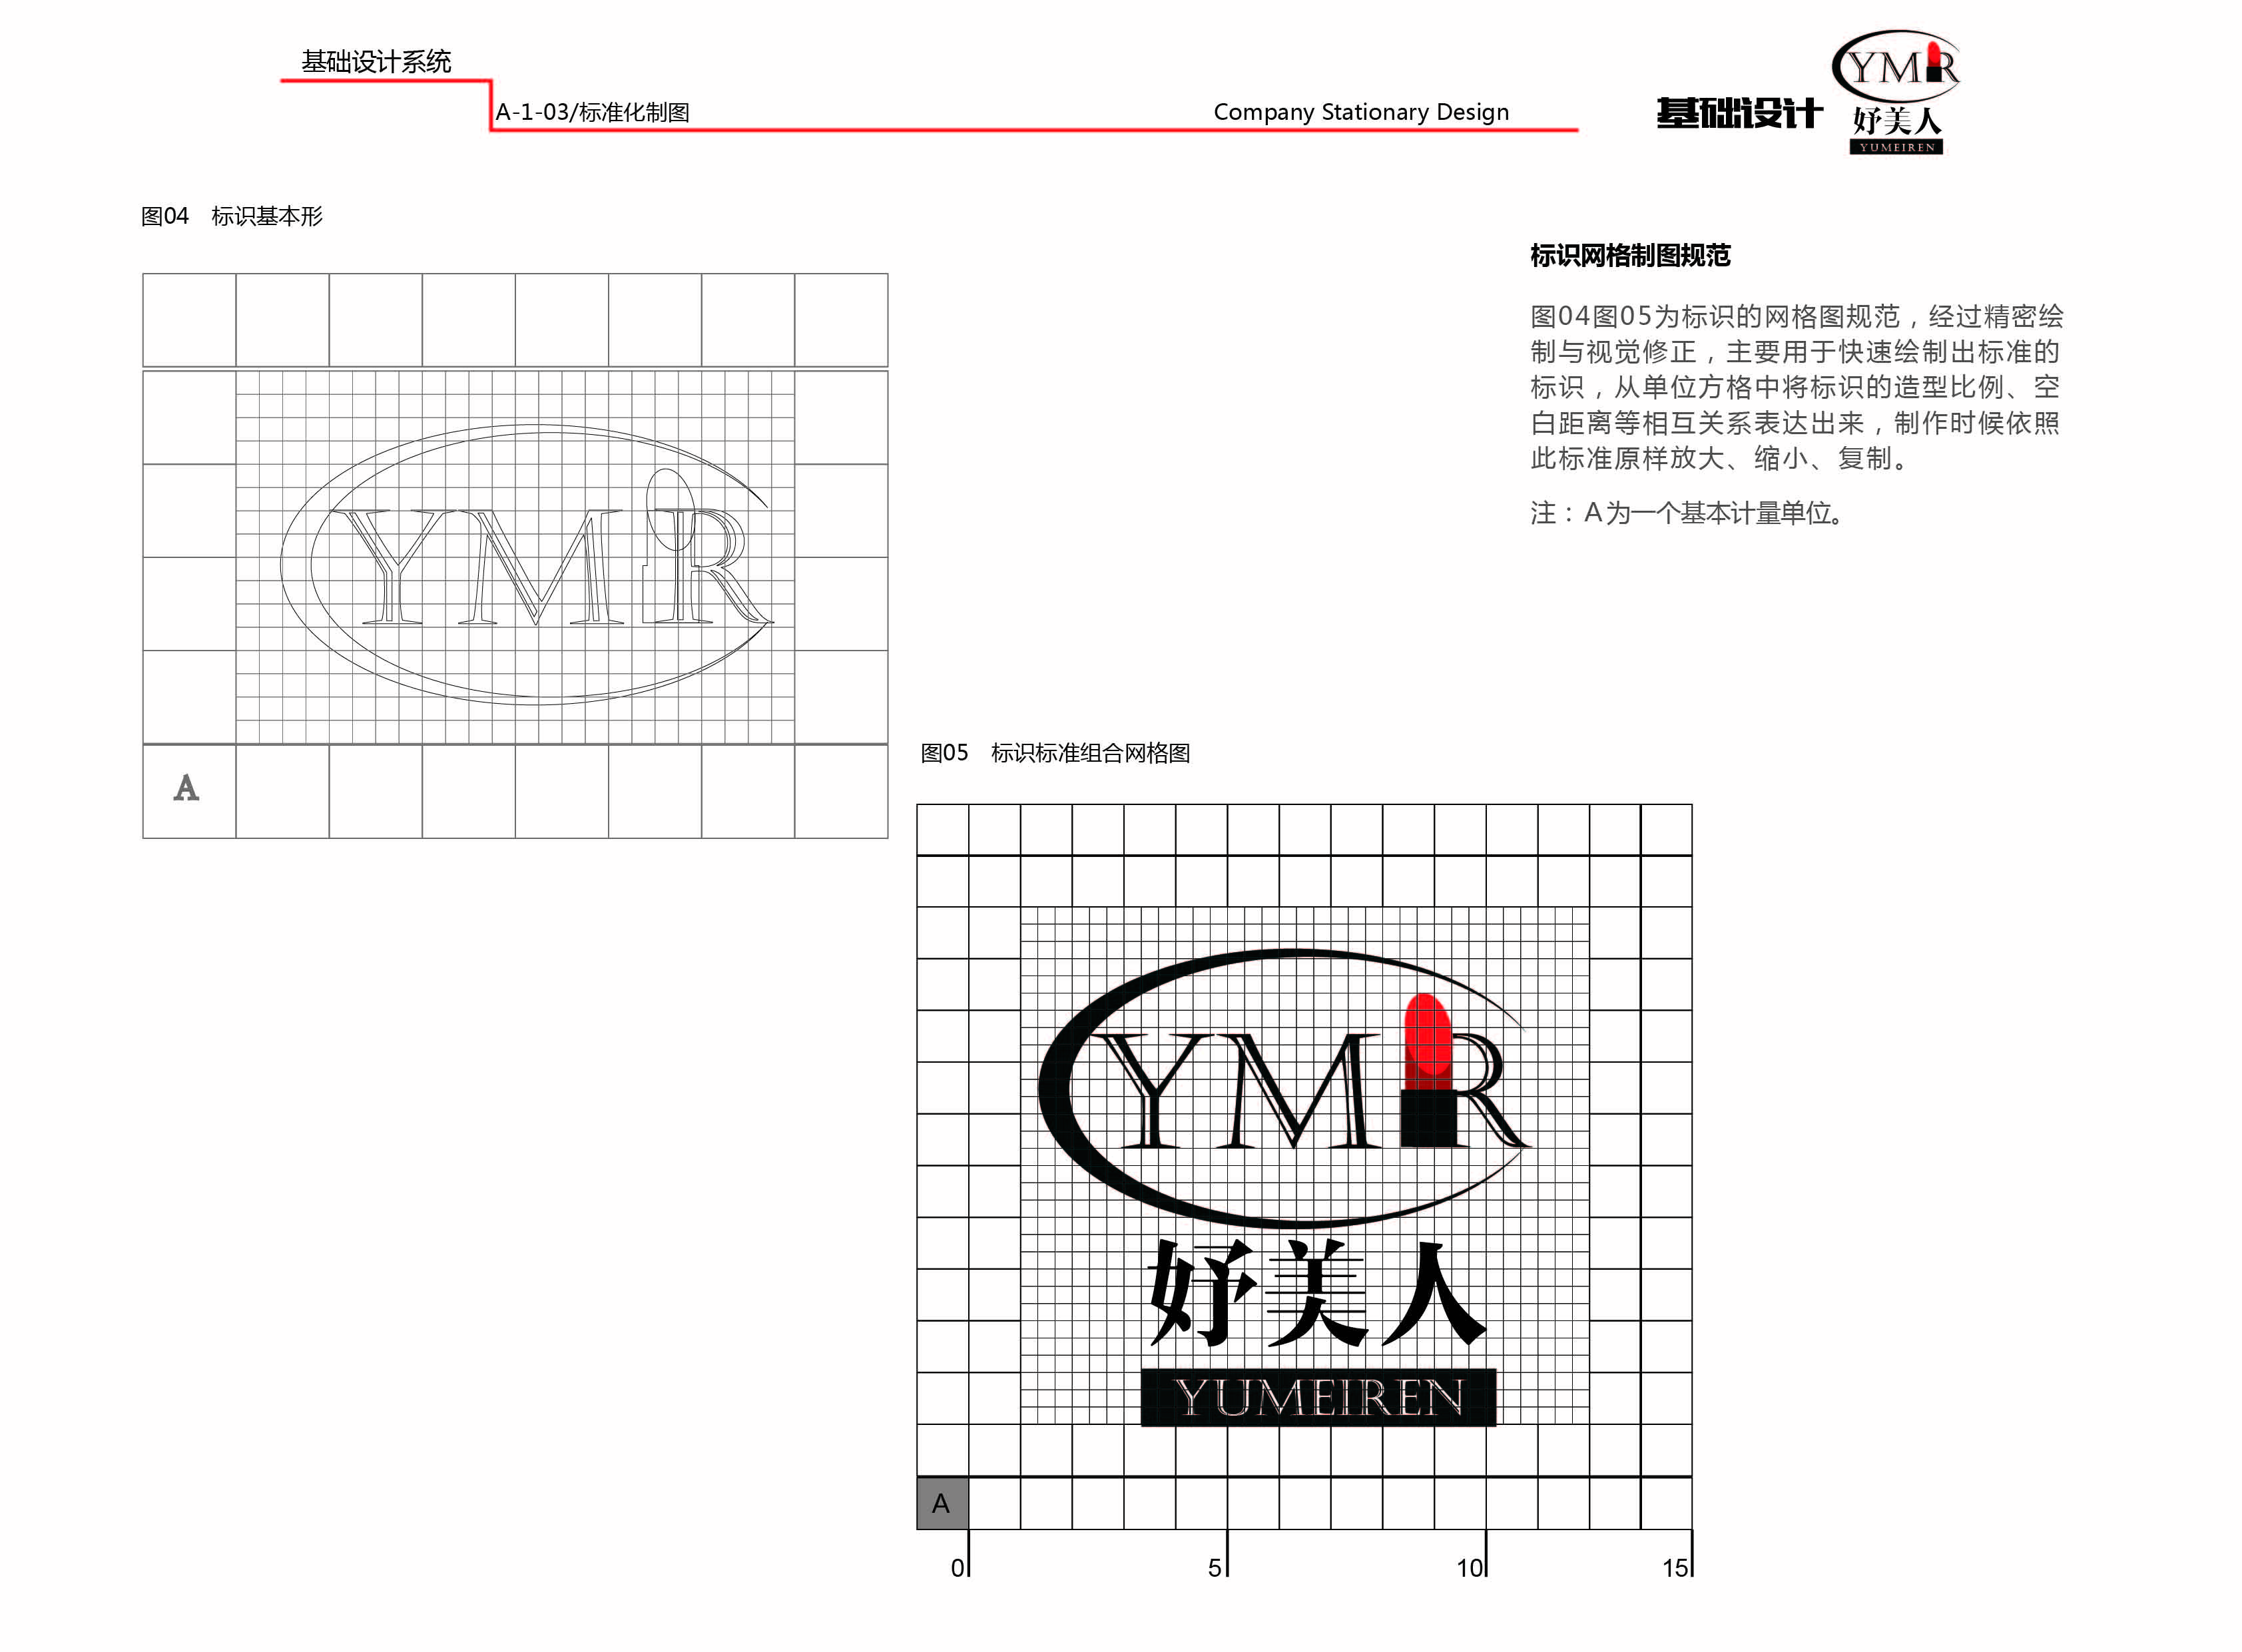 基础设计系统
A-1-03/标准化制图
Company Stationary Design
基础设计
YMR
妤美人
YUMEIREN
图04 标识基本形
标识网格制图规范
图04图05为标识的网格图规范，经过精密绘
制与视觉修正，主要用于快速绘制出标准的
标识，从单位方格中将标识的造型比例、空
白距离等相互关系表达出来，制作时候依照
此标准原样放大、缩小、复制。
注：A为一个基本计量单位。
YMR
A
图05 标识标准组合网格图
YMR
妤美人
YUMEIREN
A
0 5 10 15